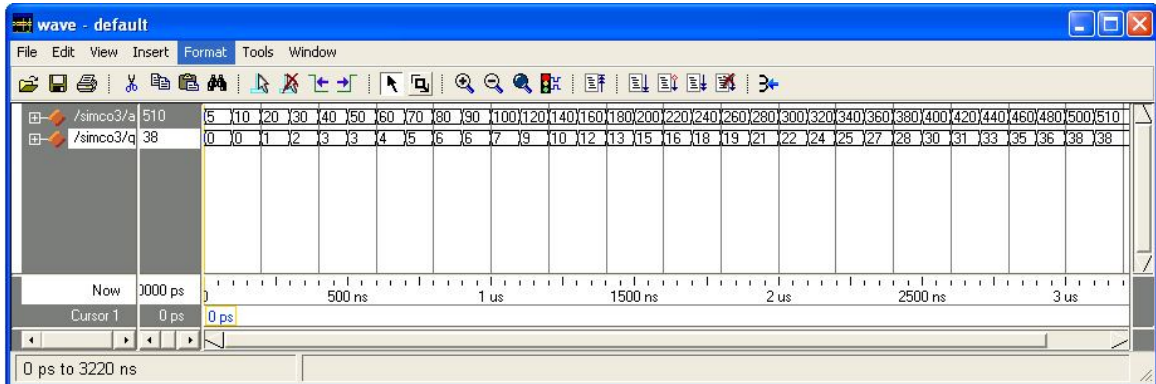 wave - default
File Edit View Insert Format Tools Window
/simco3/a 510 5 10 20 30 40 50 60 70 80 90 100 120 140 160 180 200 220 240 260 280 300 320 340 360 380 400 420 440 460 480 500 510
/simco3/q 38 0 0 1 2 3 3 4 5 6 6 7 9 10 12 13 15 16 18 19 21 22 24 25 27 28 30 31 33 35 36 38 38
Now 0000 ps 500 ns 1 us 1500 ns 2 us 2500 ns 3 us
Cursor 1 0 ps 0 ps
0 ps to 3220 ns